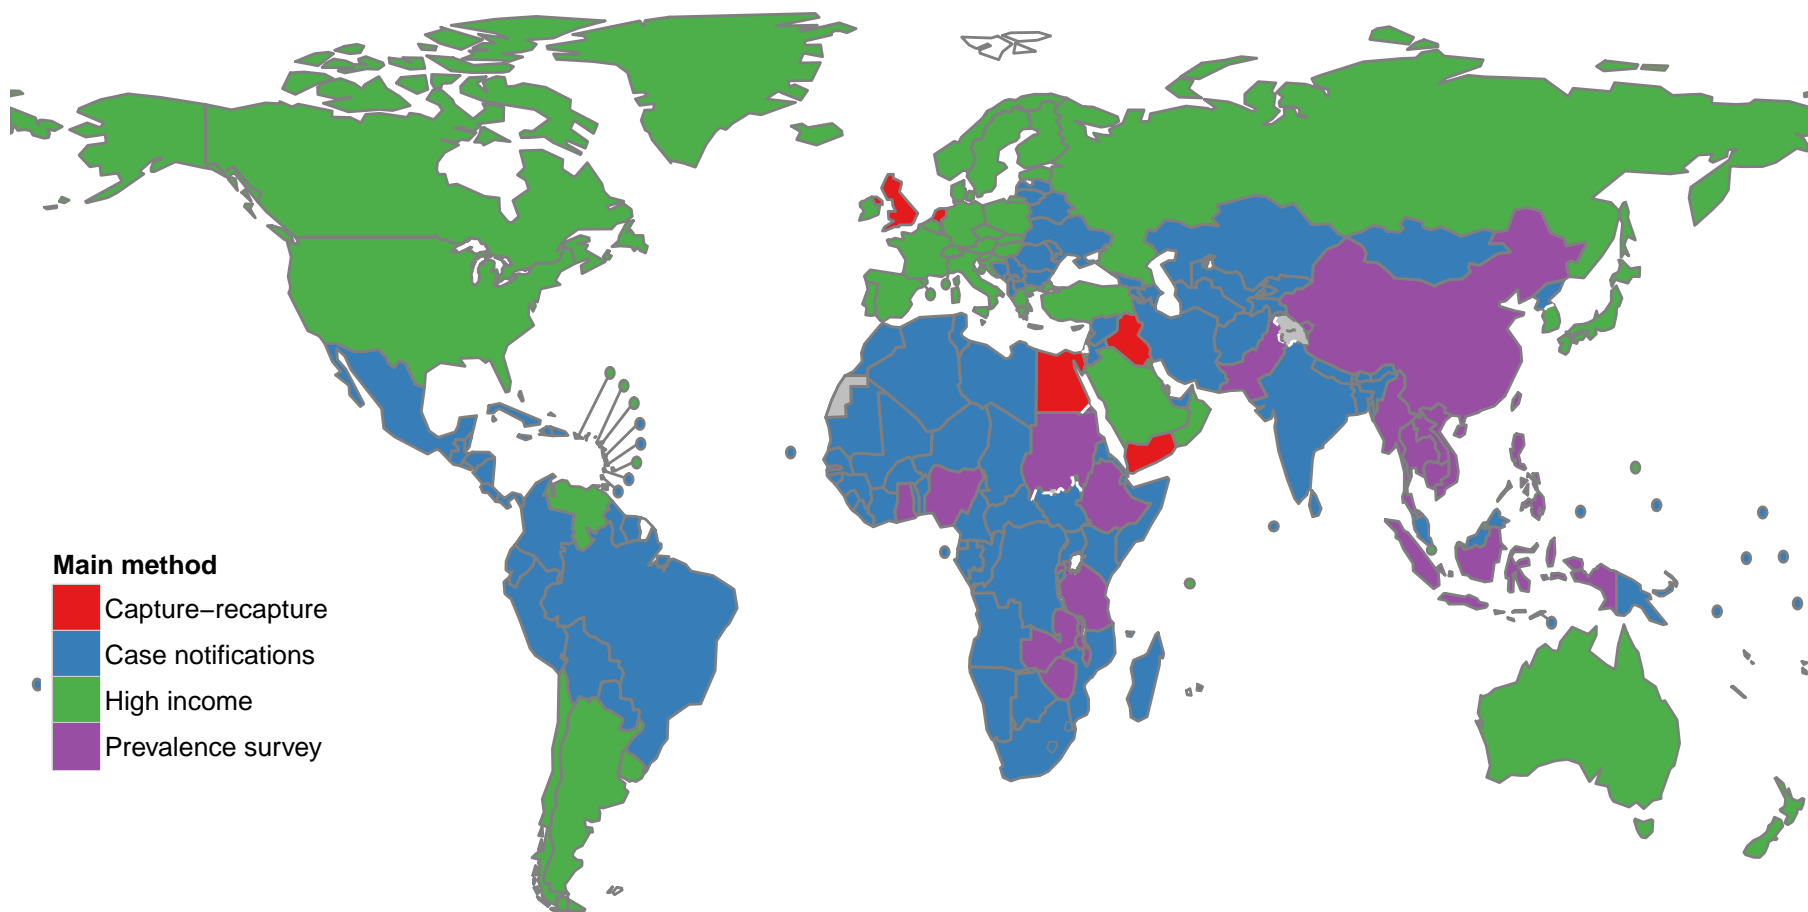 Main method
Capture−recapture
Case notifications
High income
Prevalence survey